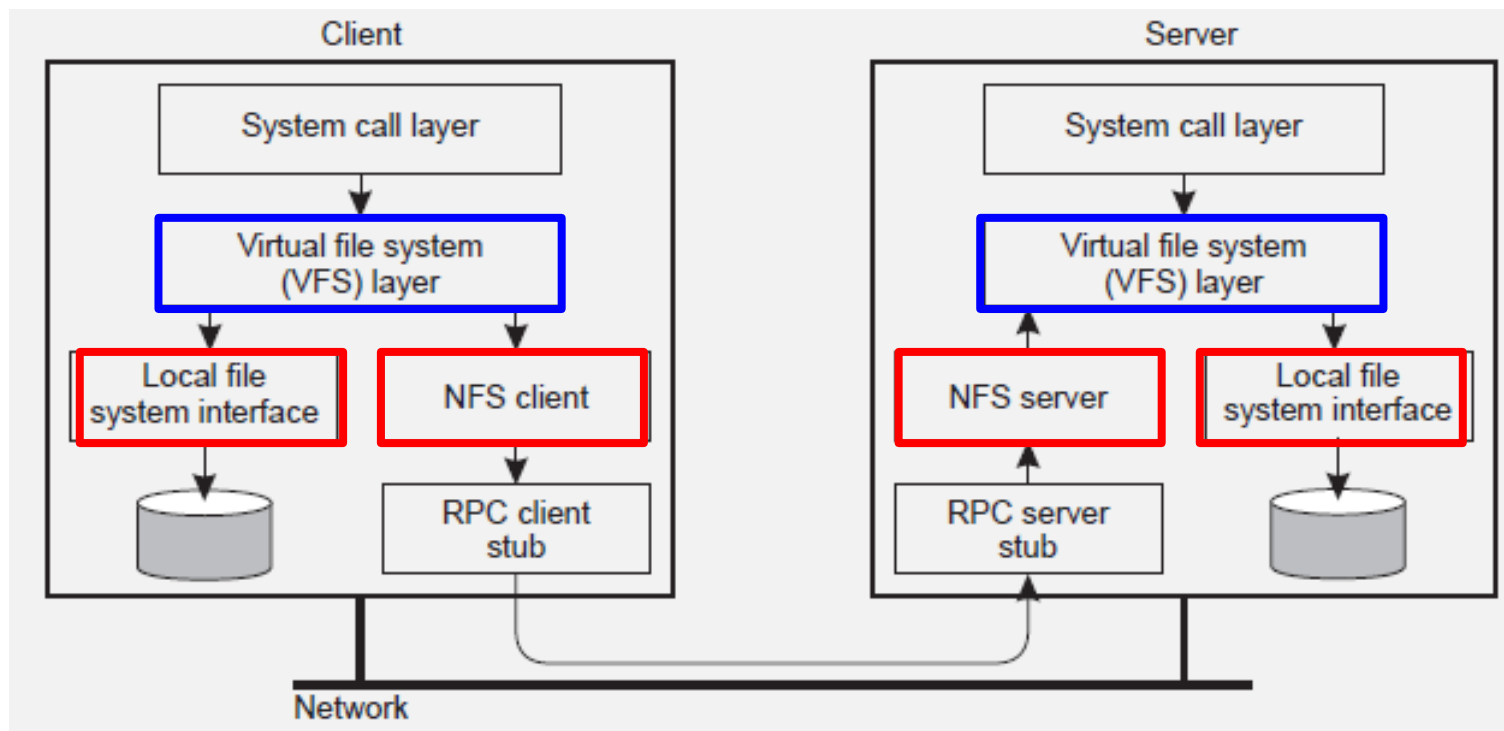 Client
Server
System call layer
System call layer
Virtual file system
(VFS) layer
Virtual file system
(VFS) layer
Local file
system interface
NFS client
NFS server
Local file
system interface
RPC client
stub
RPC server
stub
Network